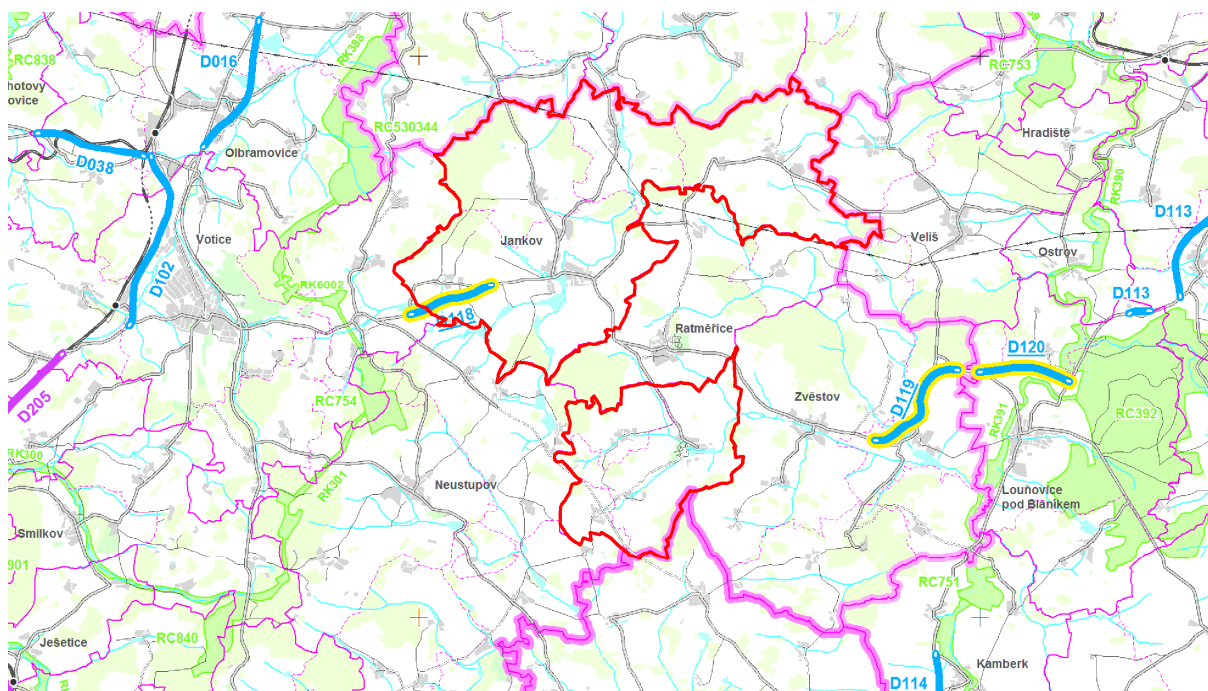 RK388
D016
RC838
hotový
ovice
RC753
RC530344
Hradiště
Olbramovice
D038
RK390
D113
Votice
Jankov
Veliš
Ostrov
D102
RK6002
D113
118
Ratměřice
D120
D205
RC754
Zvěstov
D119
RK391
RC392
RK300
RK301
Neustupov
Louňovice
pod Blaníkem
Smilkov
901
RC751
RC840
Ješetice
Kamberk
D114